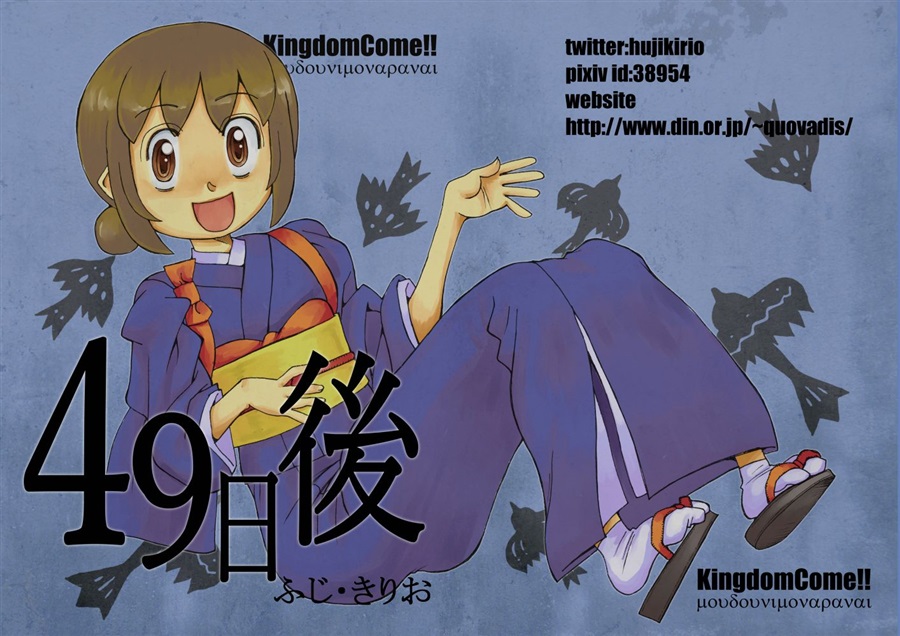 KingdomCome!!
μουδουνιμοναραναι
twitter:hujikirio
pixiv id:38954
website
http://www.din.or.jp/~quovadis/
49日後
ふじ・きりお
KingdomCome!!
μουδουνιμοναραναι